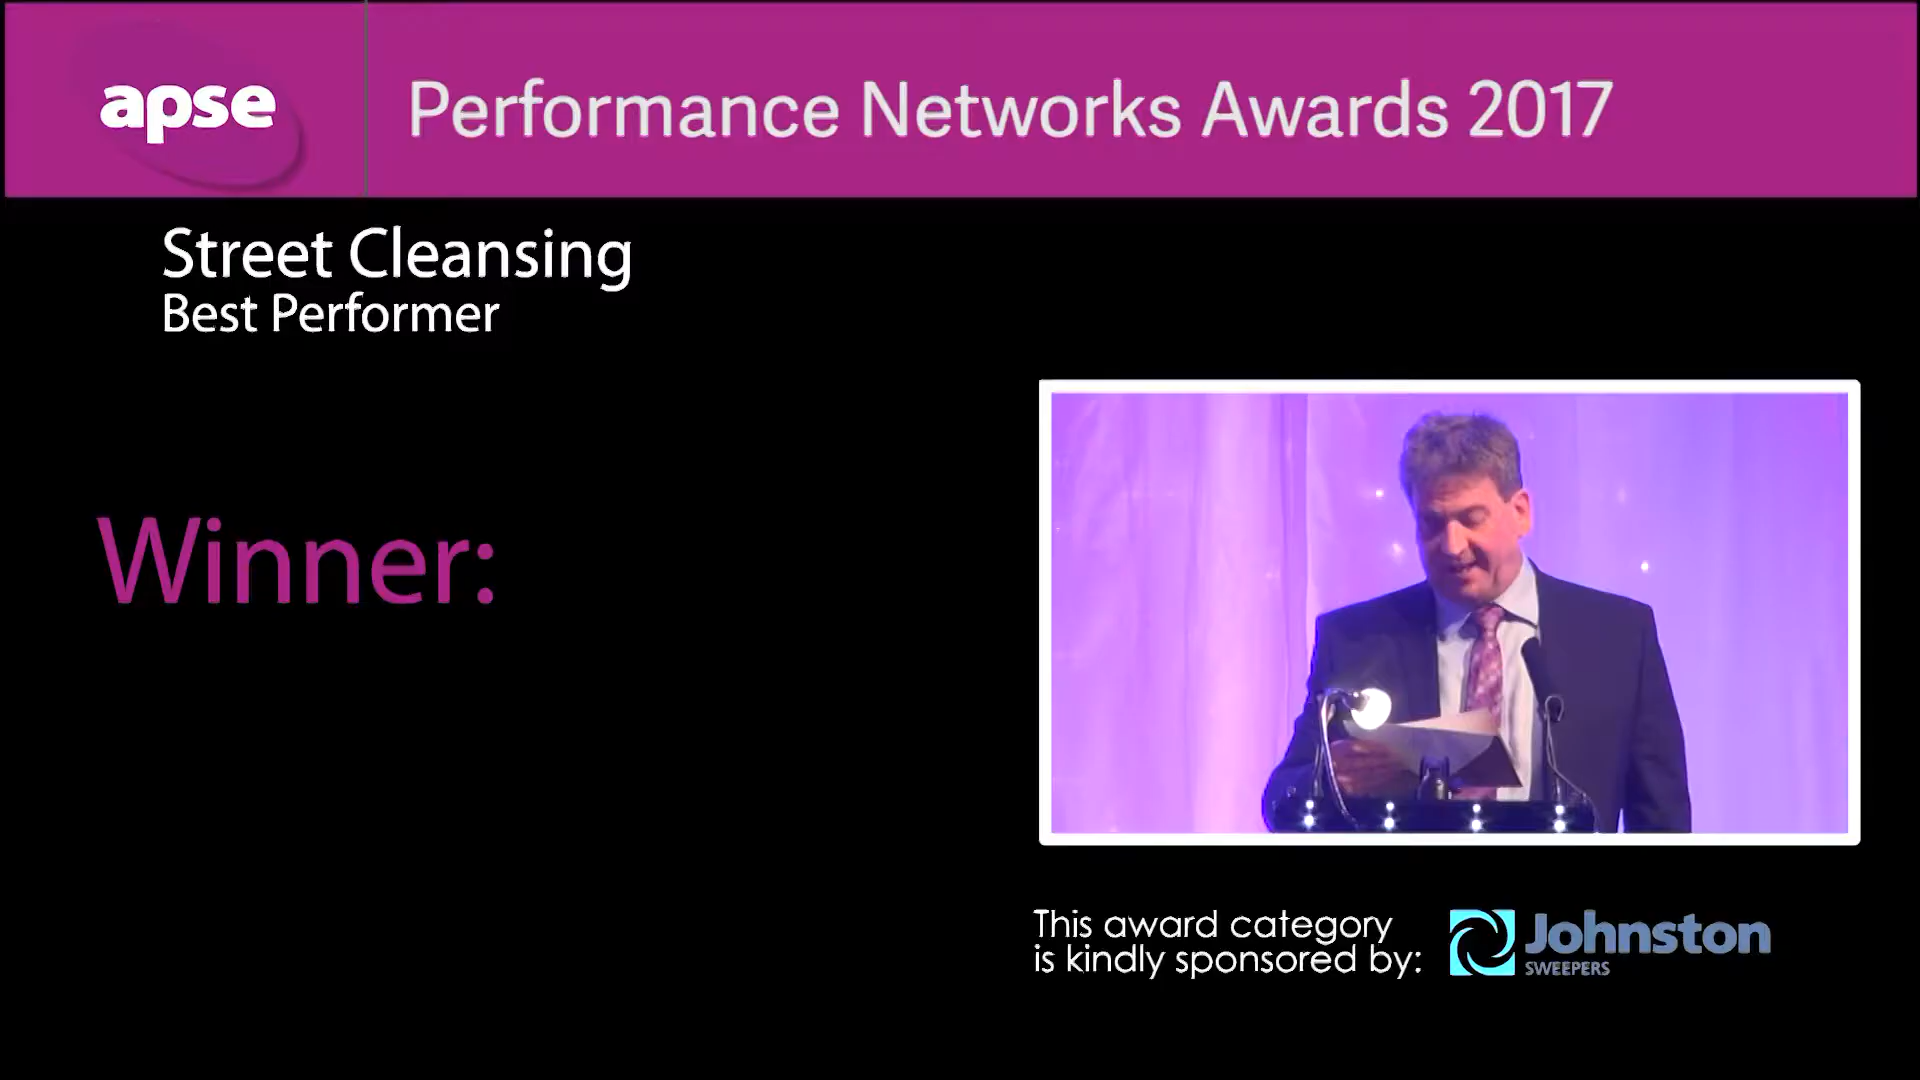 apse
Performance Networks Awards 2017
Street Cleansing
Best Performer
Winner:
This award category
is kindly sponsored by:
Johnston
SWEEPERS